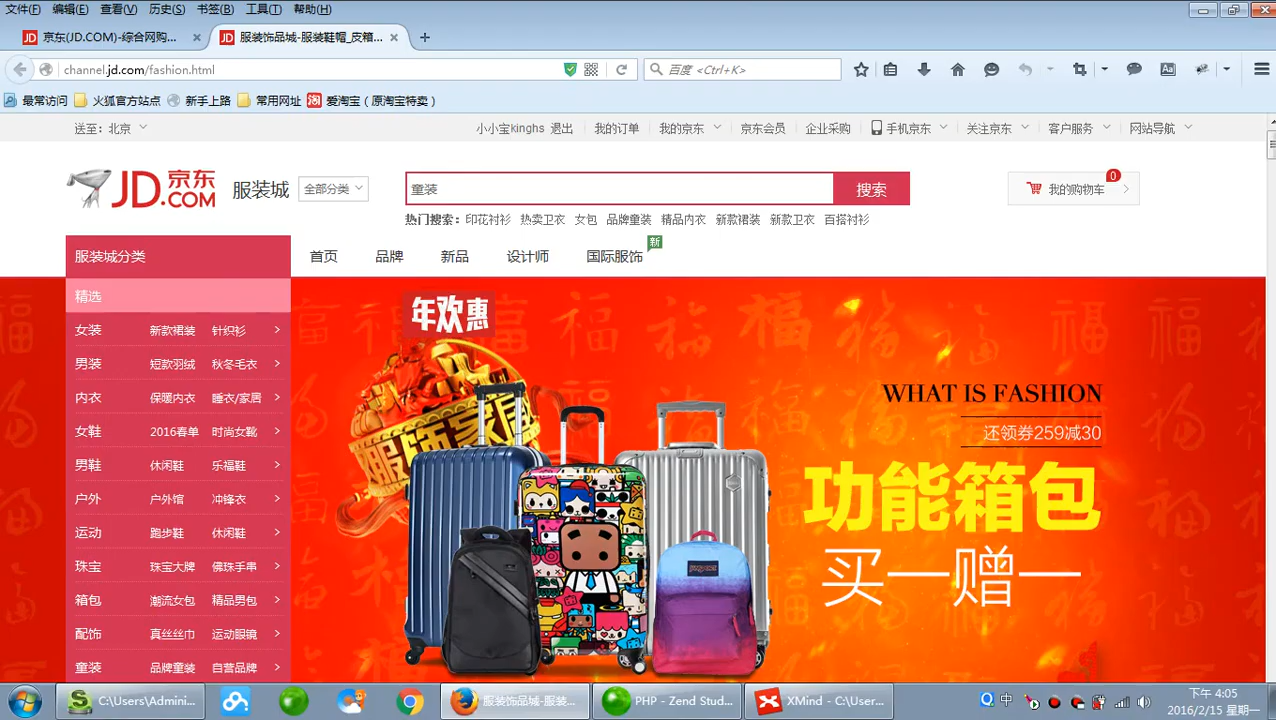 文件(F) 编辑(E) 查看(V) 历史(S) 书签(B) 工具(T) 帮助(H)
JD 京东(JD.COM)-综合网购... JD 服装饰品城-服装鞋帽_皮箱...
channel.jd.com/fashion.html 百度 <Ctrl+K>
最常访问 火狐官方站点 新手上路 常用网址 淘 爱淘宝（原淘宝特卖）
送至：北京 小小宝kinghs 退出 我的订单 我的京东 京东会员 企业采购 手机京东 关注京东 客户服务 网站导航
JD 京东 .COM 服装城 全部分类 童装 搜索 我的购物车 0
热门搜索： 印花衬衫 热卖卫衣 女包 品牌童装 精品内衣 新款裙装 新款卫衣 百搭衬衫
服装城分类 首页 品牌 新品 设计师 国际服饰 新
精选
女装 新款裙装 针织衫 >
男装 短款羽绒 秋冬毛衣 >
内衣 保暖内衣 睡衣/家居 >
女鞋 2016春单 时尚女靴 >
男鞋 休闲鞋 乐福鞋 >
户外 户外馆 冲锋衣 >
运动 跑步鞋 休闲鞋 >
珠宝 珠宝大牌 佛珠手串 >
箱包 潮流女包 精品男包 >
配饰 真丝丝巾 运动眼镜 >
童装 品牌童装 自营品牌 >
年欢惠
服饰家居
WHAT IS FASHION
还领券259减30
功能箱包
买一赠一
JANSPORT
C:\Users\Admini... 服装饰品城-服装... PHP - Zend Stud... XMind - C:\User... 中 下午 4:05
2016/2/15 星期一